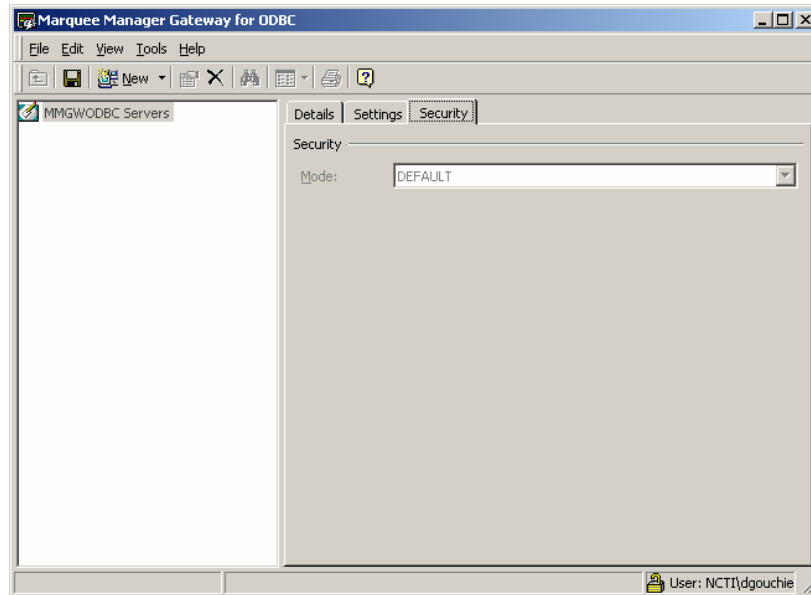 Marquee Manager Gateway for ODBC
File Edit View Tools Help
New
MMGWODBC Servers
Details Settings Security
Security
Mode: DEFAULT
User: NCTI\dgouchie